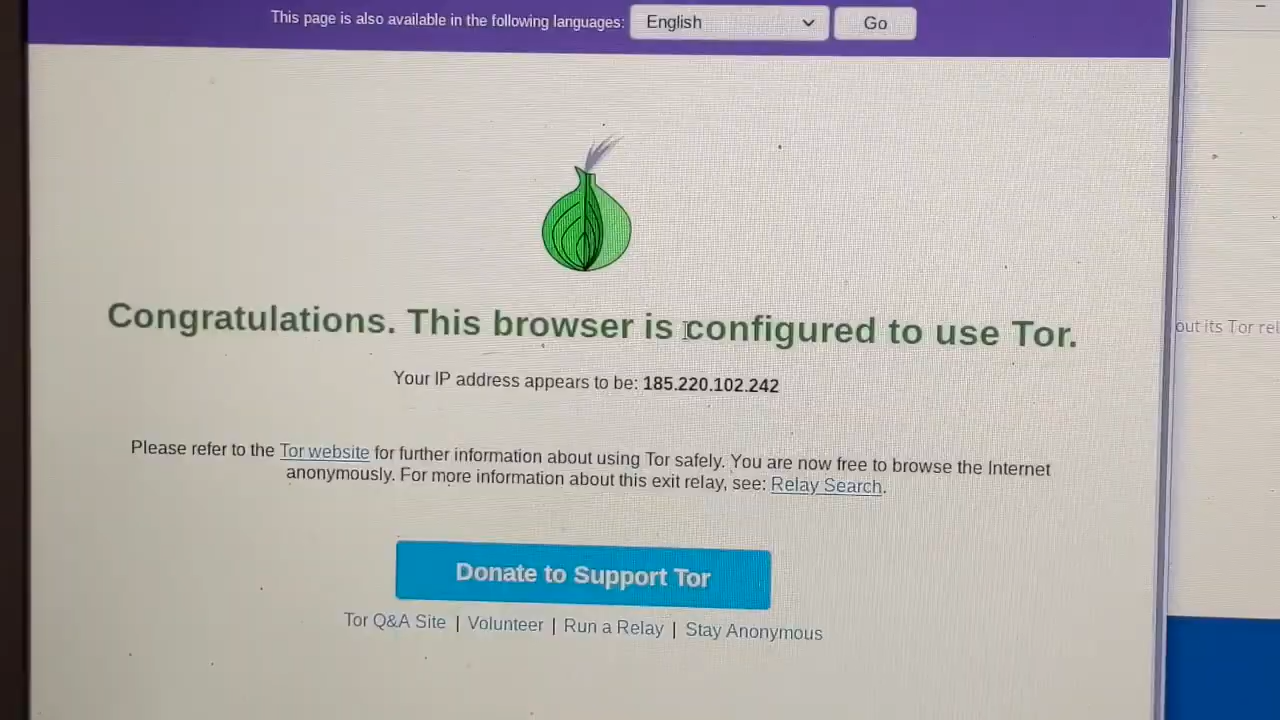 This page is also available in the following languages: English Go
Congratulations. This browser is configured to use Tor.
Your IP address appears to be: 185.220.102.242
out its Tor rel
Please refer to the Tor website for further information about using Tor safely. You are now free to browse the Internet
anonymously. For more information about this exit relay, see: Relay Search.
Donate to Support Tor
Tor Q&A Site | Volunteer | Run a Relay | Stay Anonymous